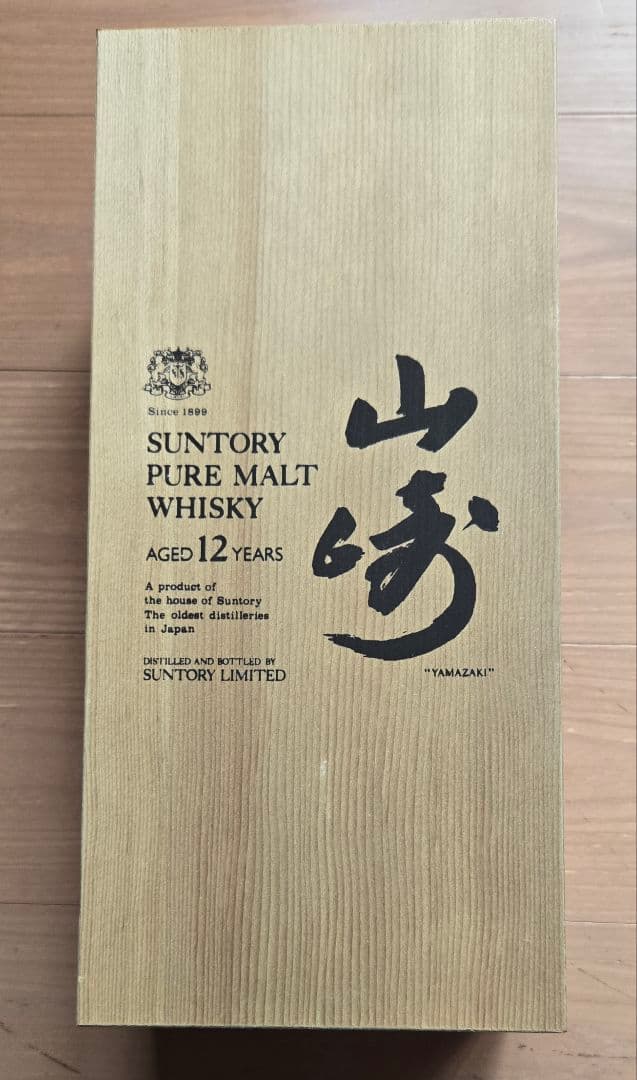 Since 1899
SUNTORY
PURE MALT
WHISKY
AGED 12 YEARS
A product of
the house of Suntory
The oldest distilleries
in Japan
DISTILLED AND BOTTLED BY
SUNTORY LIMITED
山崎
"YAMAZAKI"